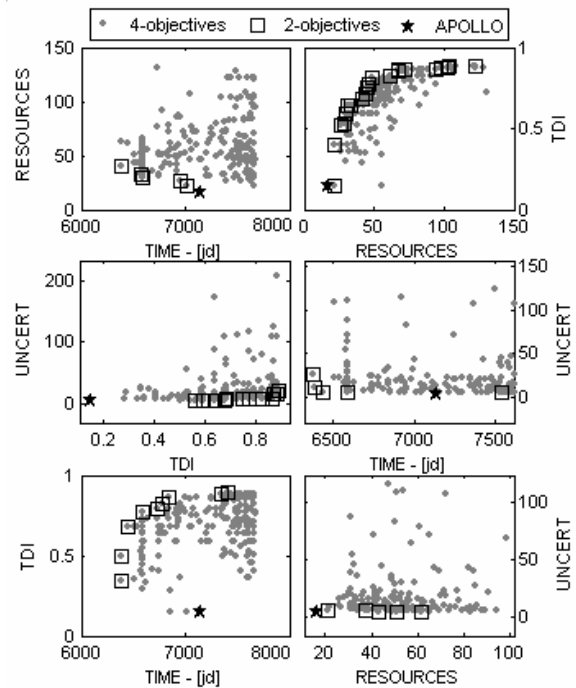 4-objectives 2-objectives APOLLO
150 1
RESOURCES 100 0.5 TDI
50
0 0
6000 7000 8000 0 50 100 150
TIME - [jd] RESOURCES
UNCERT 200 150 UNCERT
100 100
50
0 0
0.2 0.4 0.6 0.8 6500 7000 7500
TDI TIME - [jd]
1
TDI 0.5 100 UNCERT
50
0 0
6000 7000 8000 20 40 60 80 100
TIME - [jd] RESOURCES